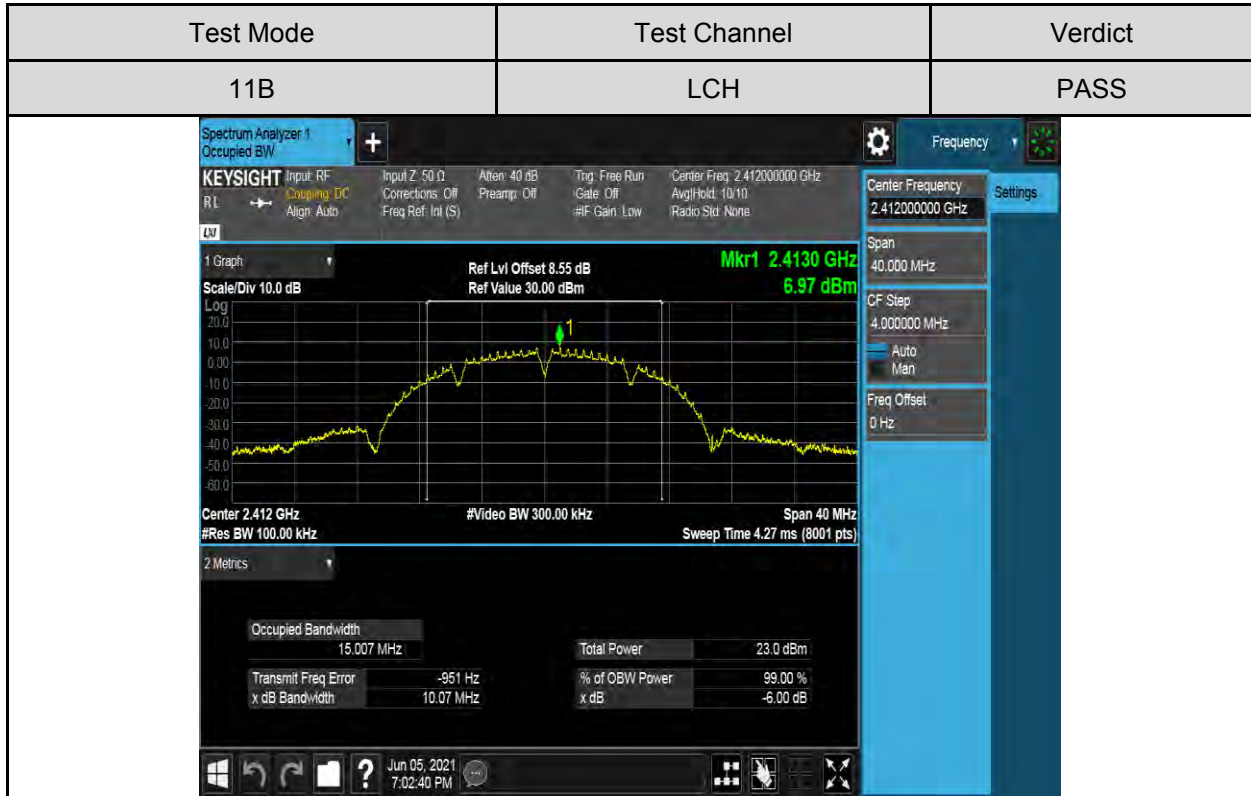 Test Mode Test Channel Verdict
11B LCH PASS
Spectrum Analyzer 1
Occupied BW
+
Frequency
KEYSIGHT Input: RF Input Z: 50 Ω Atten: 40 dB Trig: Free Run Center Freq: 2.412000000 GHz
RL Coupling: DC Corrections: Off Preamp: Off Gate: Off Avg|Hold: 10/10
Align: Auto Freq Ref: Int (S) #IF Gain: Low Radio Std: None
LXI
Center Frequency
2.412000000 GHz
Settings
Span
40.000 MHz
CF Step
4.000000 MHz
Auto
Man
Freq Offset
0 Hz
1 Graph
Ref Lvl Offset 8.55 dB Mkr1 2.4130 GHz
Scale/Div 10.0 dB Ref Value 30.00 dBm 6.97 dBm
Log
20.0
1
10.0
0.00
-10.0
-20.0
-30.0
-40.0
-50.0
-60.0
Center 2.412 GHz #Video BW 300.00 kHz Span 40 MHz
#Res BW 100.00 kHz Sweep Time 4.27 ms (8001 pts)
2 Metrics
Occupied Bandwidth
15.007 MHz Total Power 23.0 dBm
Transmit Freq Error -951 Hz % of OBW Power 99.00 %
x dB Bandwidth 10.07 MHz x dB -6.00 dB
? Jun 05, 2021
7:02:40 PM